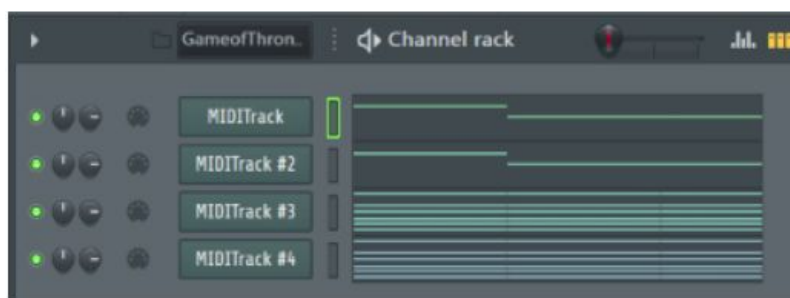 GameofThron.. Channel rack
MIDITrack
MIDITrack #2
MIDITrack #3
MIDITrack #4